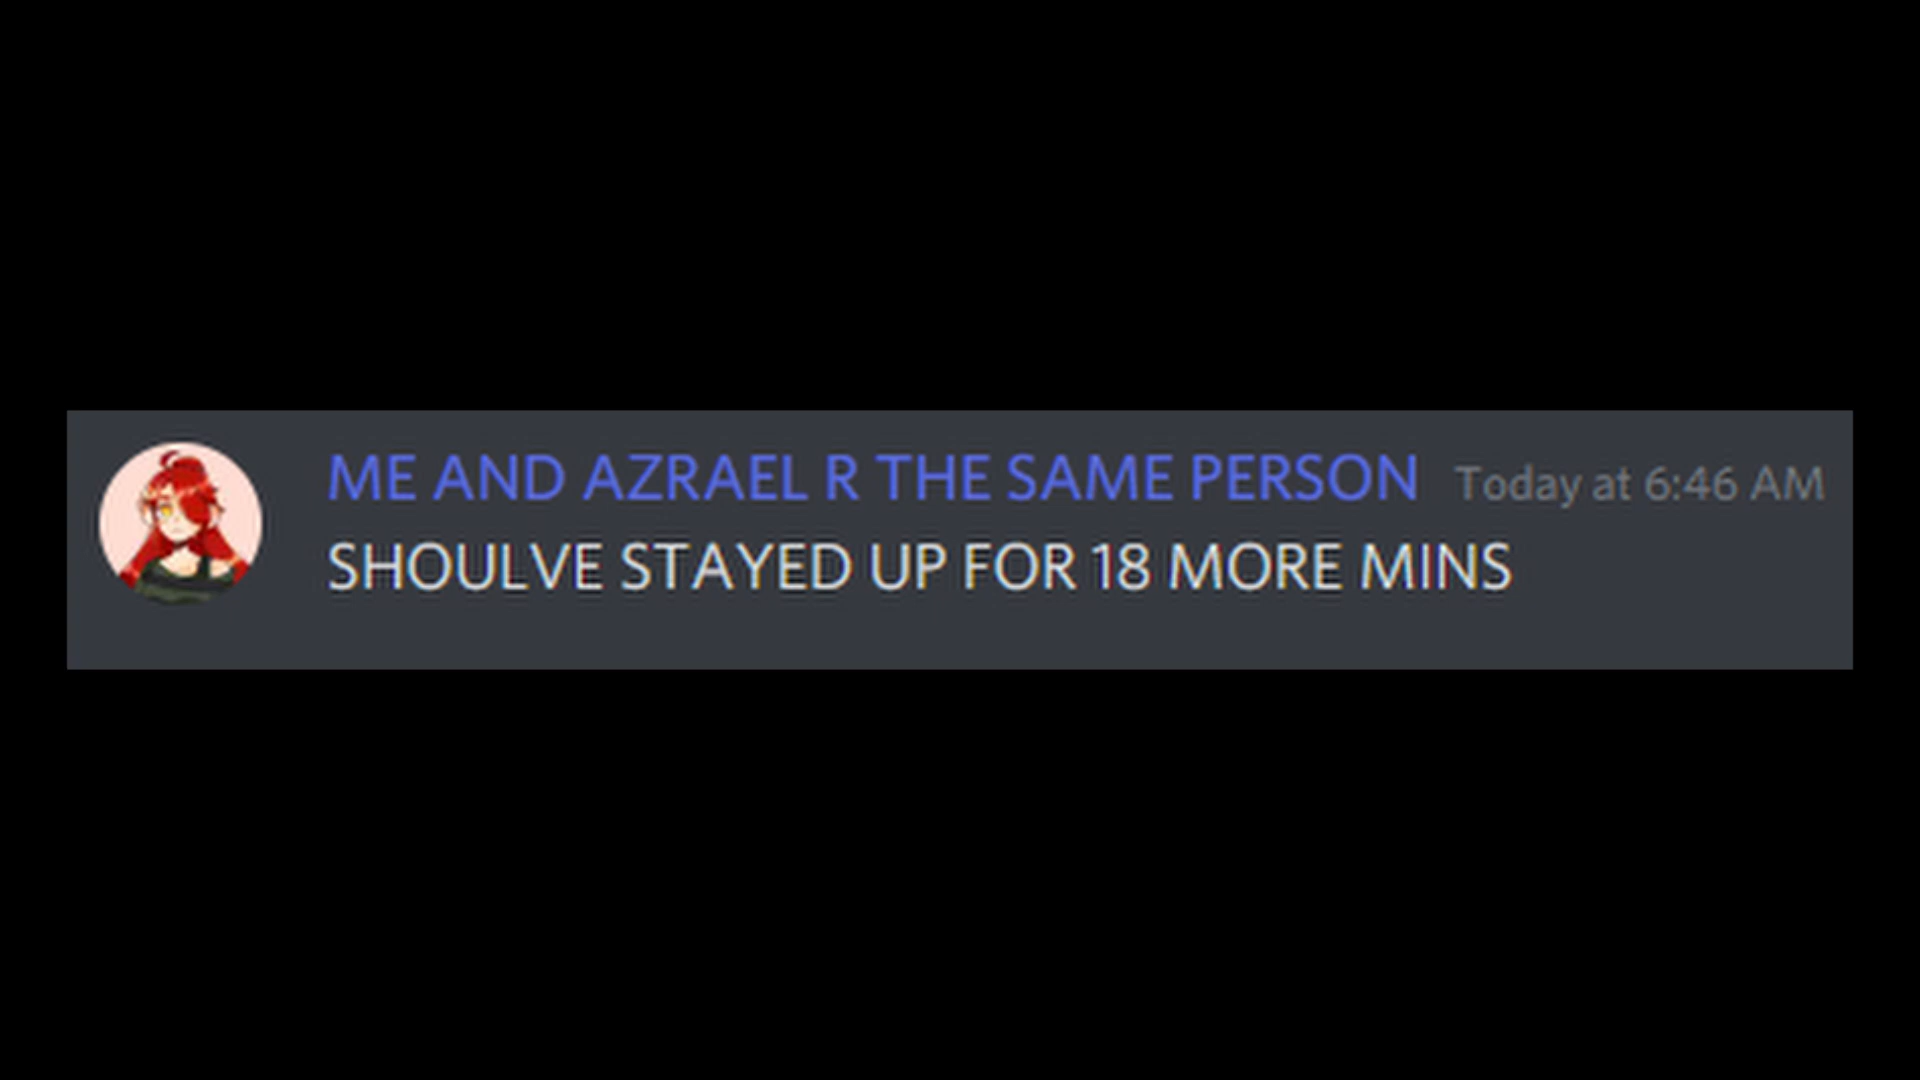 ME AND AZRAEL R THE SAME PERSON Today at 6:46 AM
SHOULVE STAYED UP FOR 18 MORE MINS